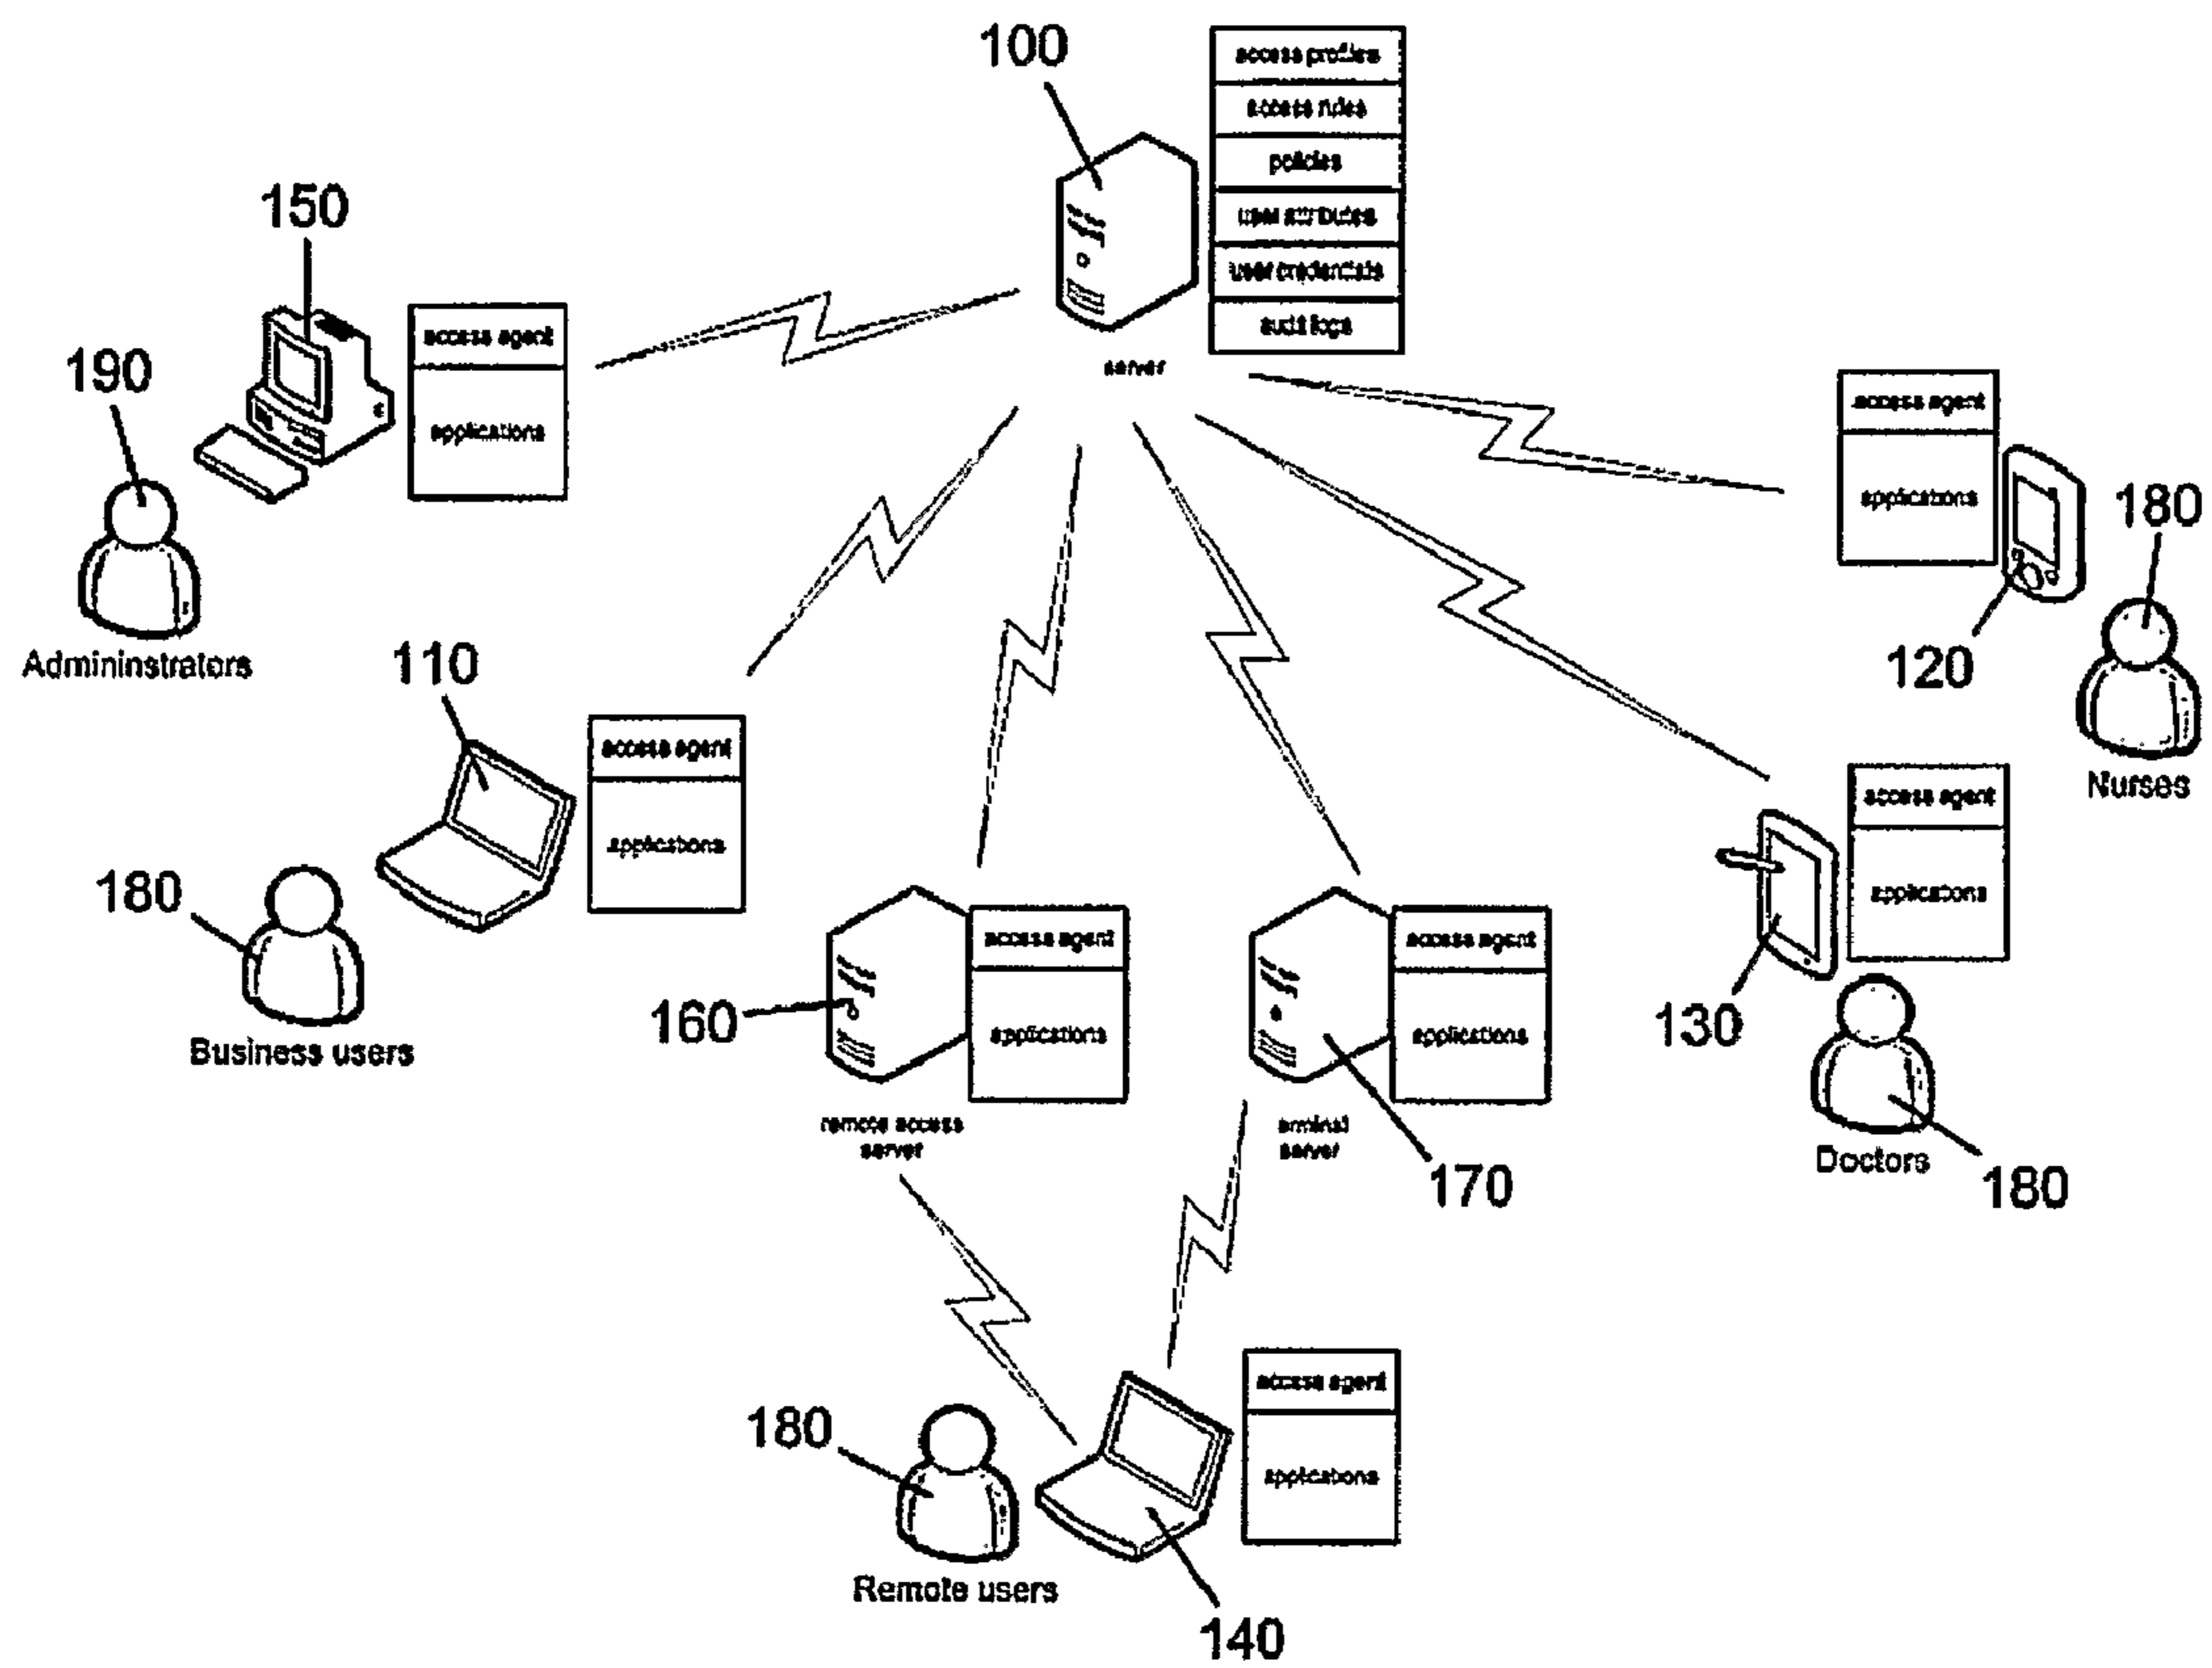 100
access profiles
access rules
policies
user attributes
user credentials
audit logs
server
150
access agent
applications
190
Admininstrators
access agent
applications
180
120
Nurses
110
access agent
applications
180
Business users
access agent
applications
130
180
Doctors
160
access agent
applications
remote access
server
access agent
applications
erminal
server
170
180
access agent
applications
Remote users
140